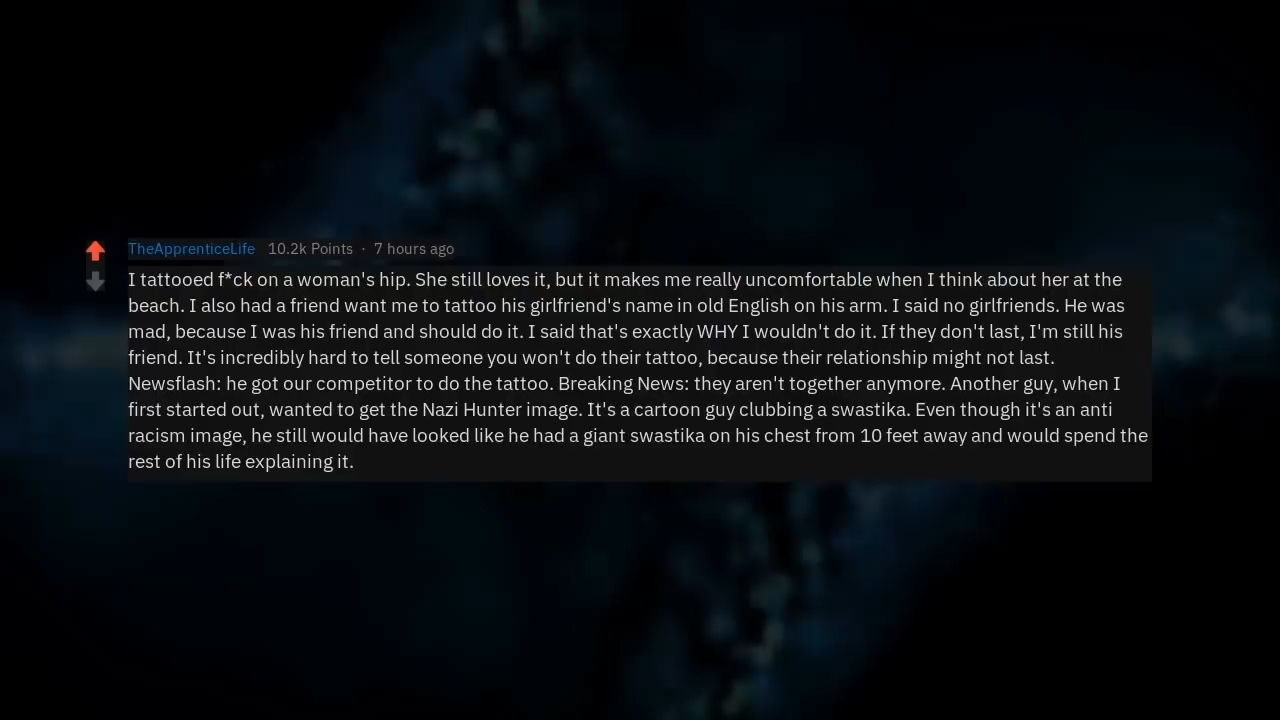 TheApprenticeLife 10.2k Points · 7 hours ago
I tattooed f*ck on a woman's hip. She still loves it, but it makes me really uncomfortable when I think about her at the
beach. I also had a friend want me to tattoo his girlfriend's name in old English on his arm. I said no girlfriends. He was
mad, because I was his friend and should do it. I said that's exactly WHY I wouldn't do it. If they don't last, I'm still his
friend. It's incredibly hard to tell someone you won't do their tattoo, because their relationship might not last.
Newsflash: he got our competitor to do the tattoo. Breaking News: they aren't together anymore. Another guy, when I
first started out, wanted to get the Nazi Hunter image. It's a cartoon guy clubbing a swastika. Even though it's an anti
racism image, he still would have looked like he had a giant swastika on his chest from 10 feet away and would spend the
rest of his life explaining it.